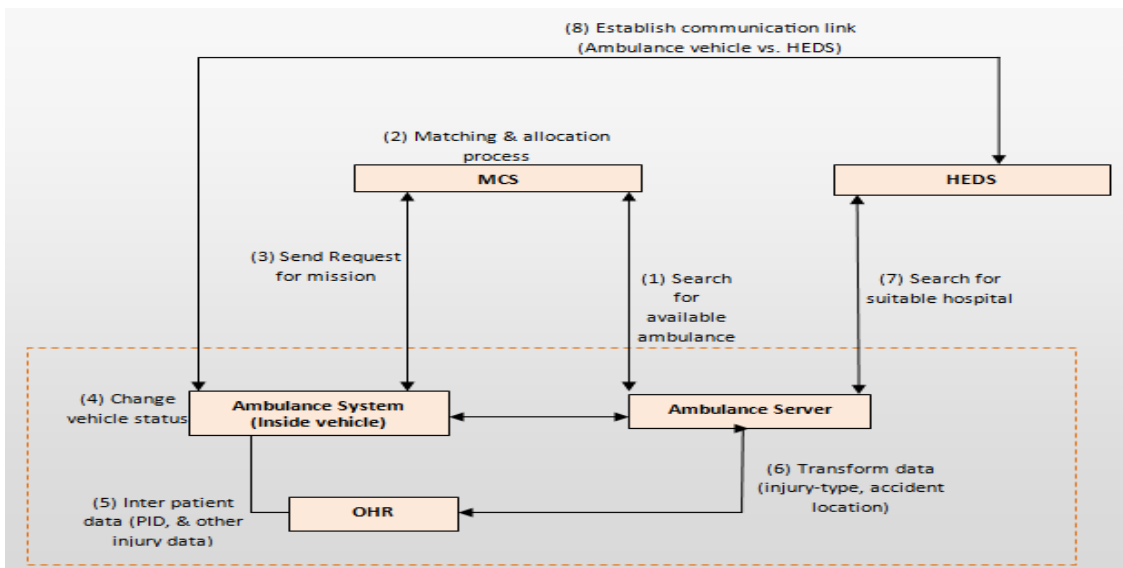 (8) Establish communication link
(Ambulance vehicle vs. HEDS)
(2) Matching & allocation
process
MCS
HEDS
(3) Send Request
for mission
(1) Search
for
available
ambulance
(7) Search for
suitable hospital
(4) Change
vehicle status
Ambulance System
(Inside vehicle)
Ambulance Server
(5) Inter patient
data (PID, & other
injury data)
OHR
(6) Transform data
(injury-type, accident
location)